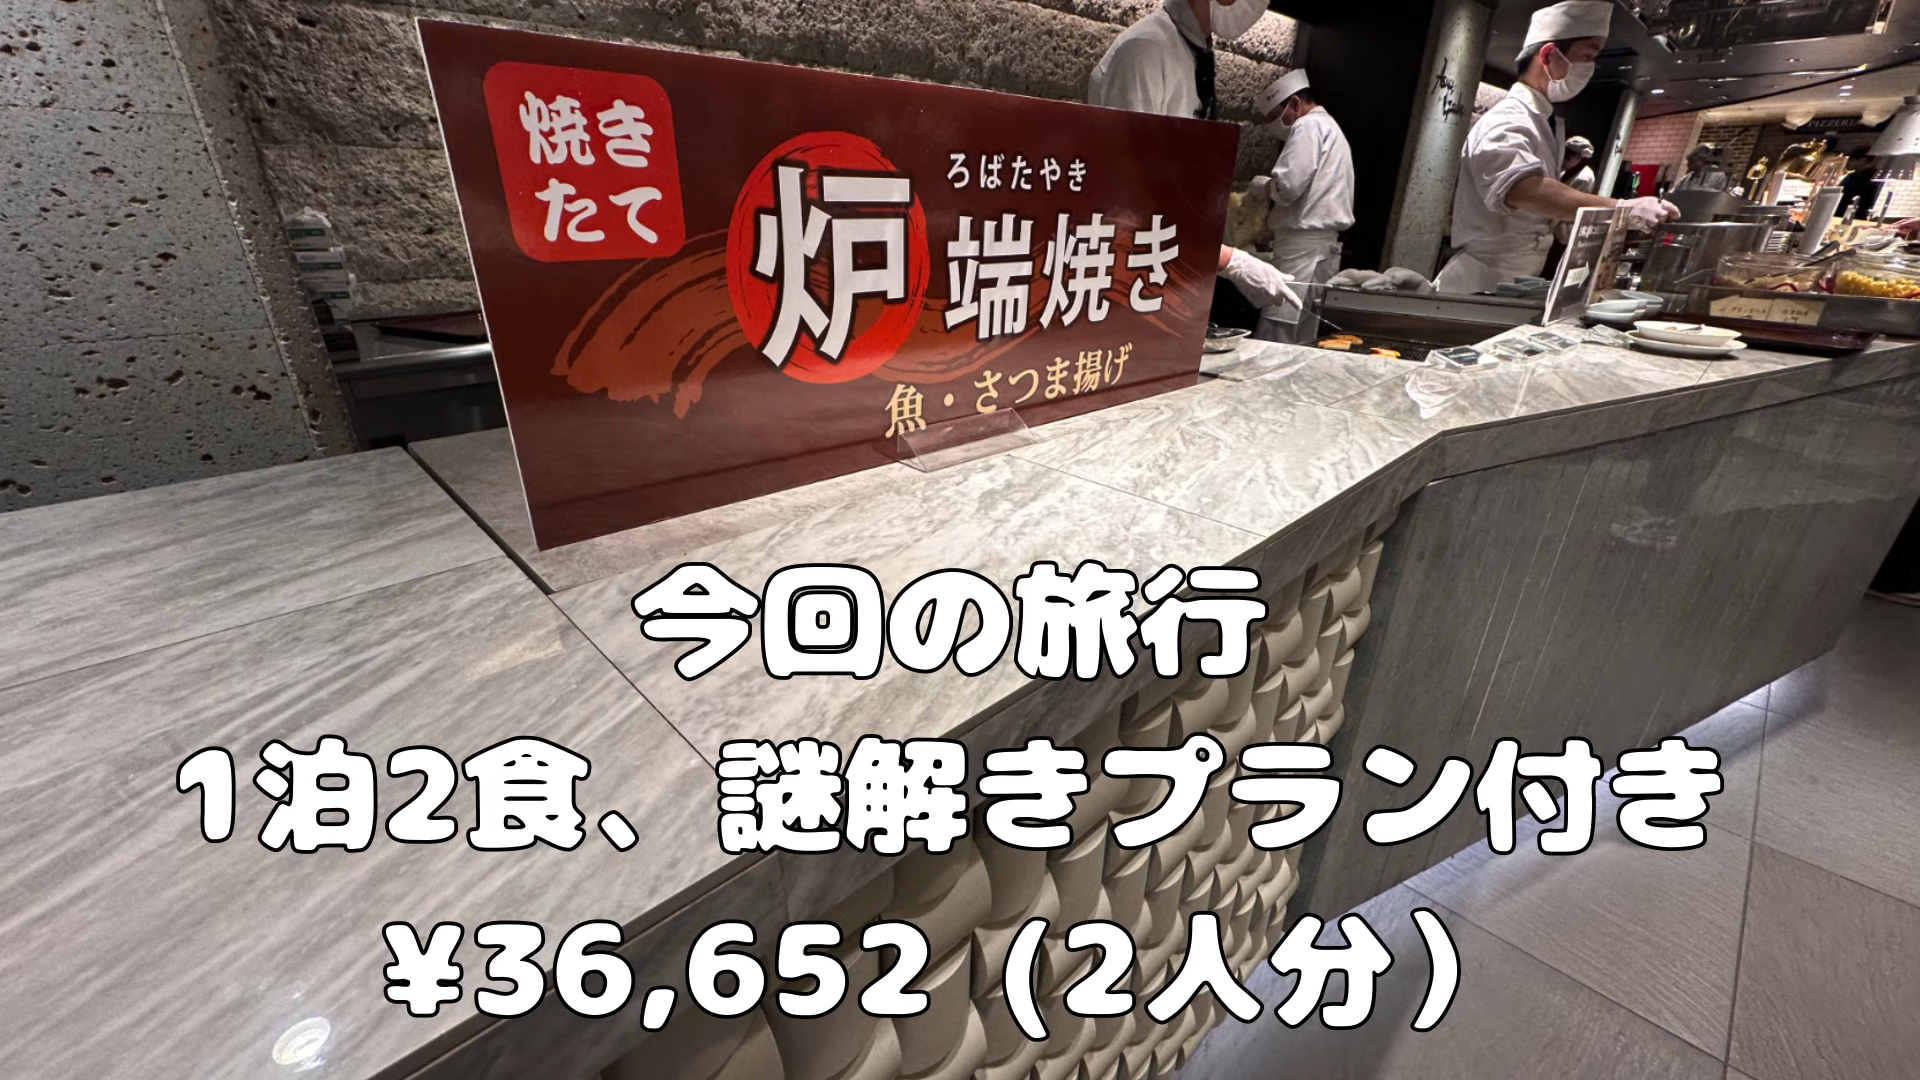 焼き
たて
ろばたやき
炉端焼き
魚・さつま揚げ
PIZZERIA
今回の旅行
1泊2食、謎解きプラン付き
¥36,652（2人分）